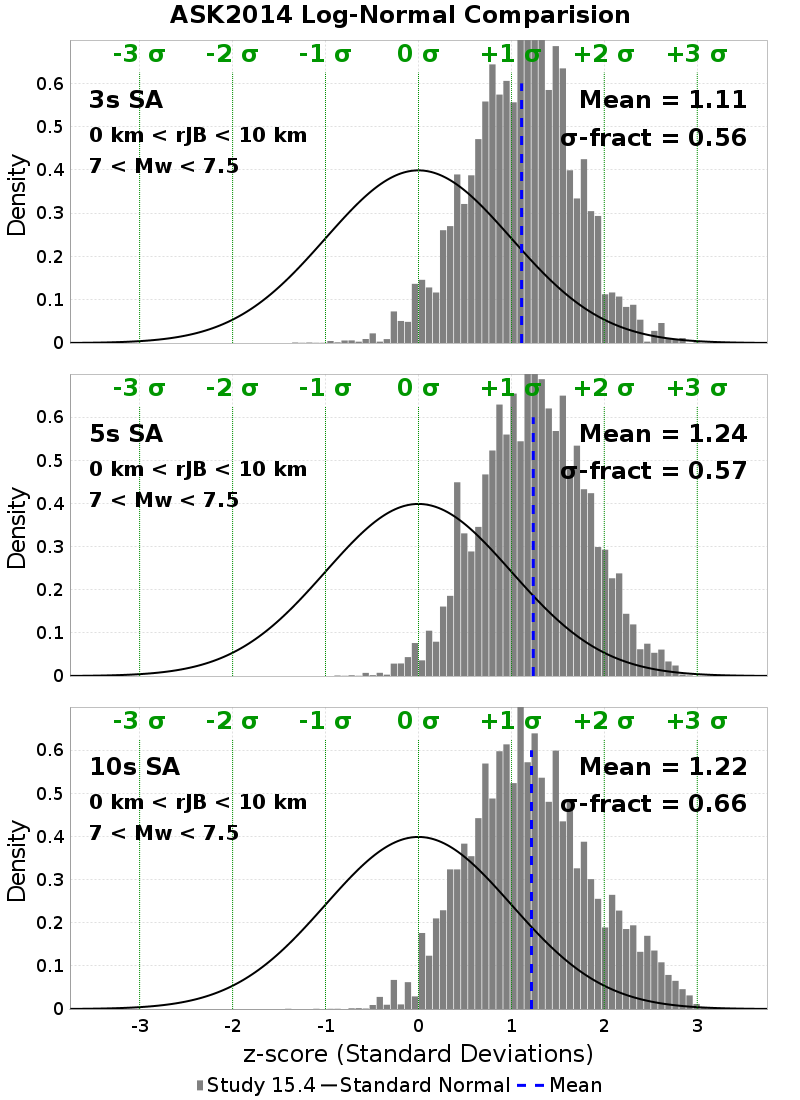 ASK2014 Log-Normal Comparision
-3 σ -2 σ -1 σ 0 σ +1 σ +2 σ +3 σ
3s SA
0 km < rJB < 10 km
7 < Mw < 7.5
Mean = 1.11
σ-fract = 0.56
Density
0.6
0.5
0.4
0.3
0.2
0.1
0
-3 σ -2 σ -1 σ 0 σ +1 σ +2 σ +3 σ
5s SA
0 km < rJB < 10 km
7 < Mw < 7.5
Mean = 1.24
σ-fract = 0.57
Density
0.6
0.5
0.4
0.3
0.2
0.1
0
-3 σ -2 σ -1 σ 0 σ +1 σ +2 σ +3 σ
10s SA
0 km < rJB < 10 km
7 < Mw < 7.5
Mean = 1.22
σ-fract = 0.66
Density
0.6
0.5
0.4
0.3
0.2
0.1
0
-3 -2 -1 0 1 2 3
z-score (Standard Deviations)
Study 15.4 Standard Normal Mean